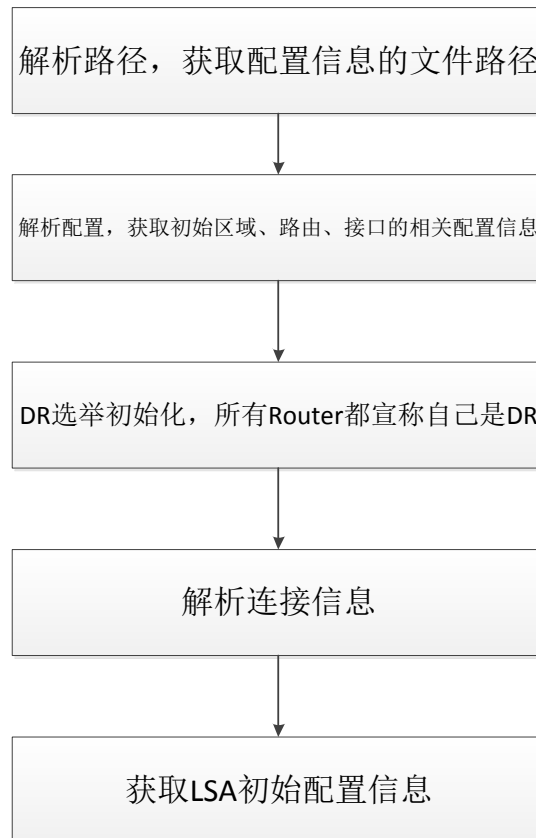 解析路径，获取配置信息的文件路径
解析配置，获取初始区域、路由、接口的相关配置信息
DR选举初始化，所有Router都宣称自己是DR
解析连接信息
获取LSA初始配置信息